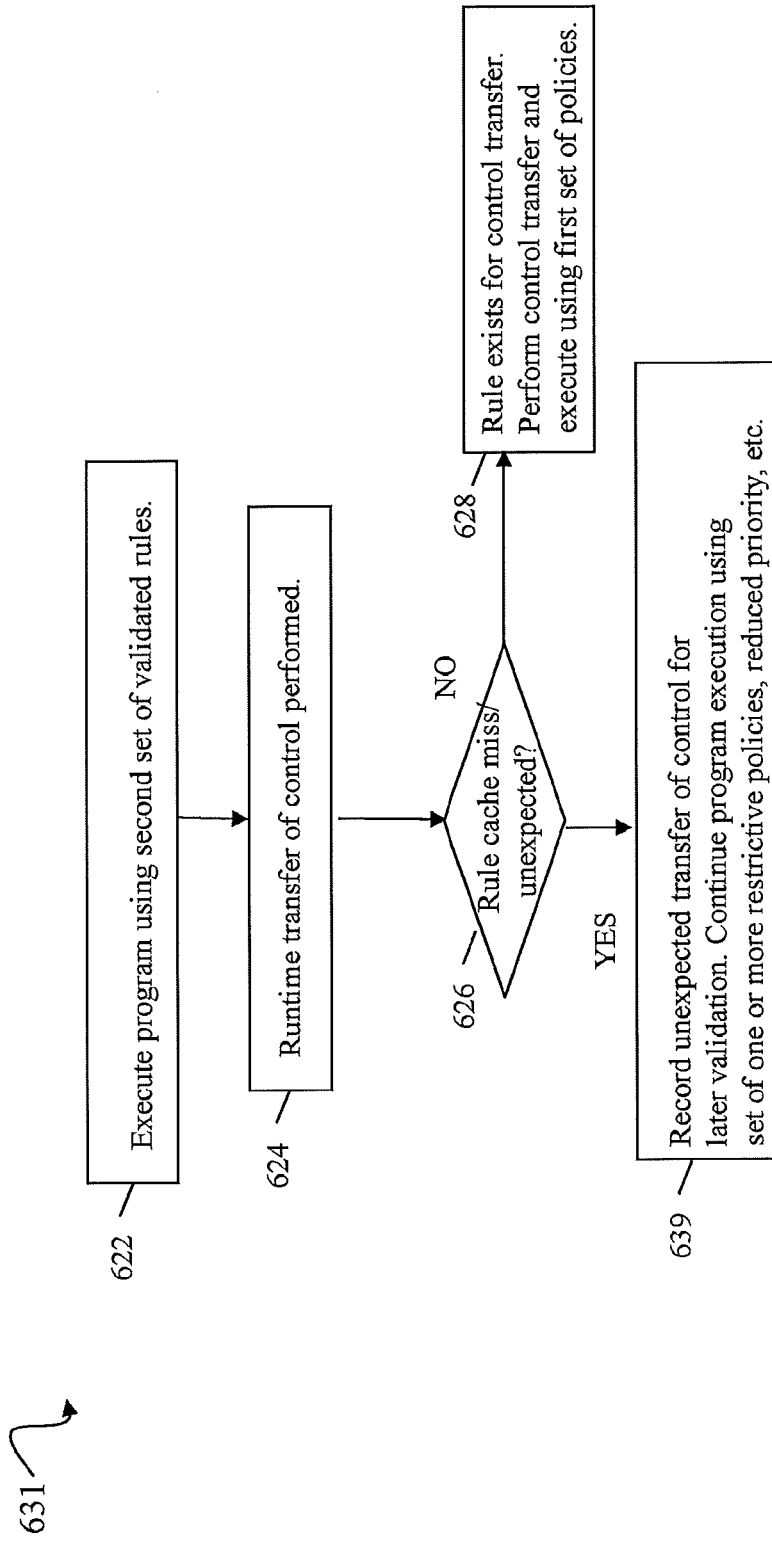 631
622
Execute program using second set of validated rules.
624
Runtime transfer of control performed.
626
Rule cache miss/
unexpected?
NO
628
Rule exists for control transfer.
Perform control transfer and
execute using first set of policies.
YES
639
Record unexpected transfer of control for
later validation. Continue program execution using
set of one or more restrictive policies, reduced priority, etc.